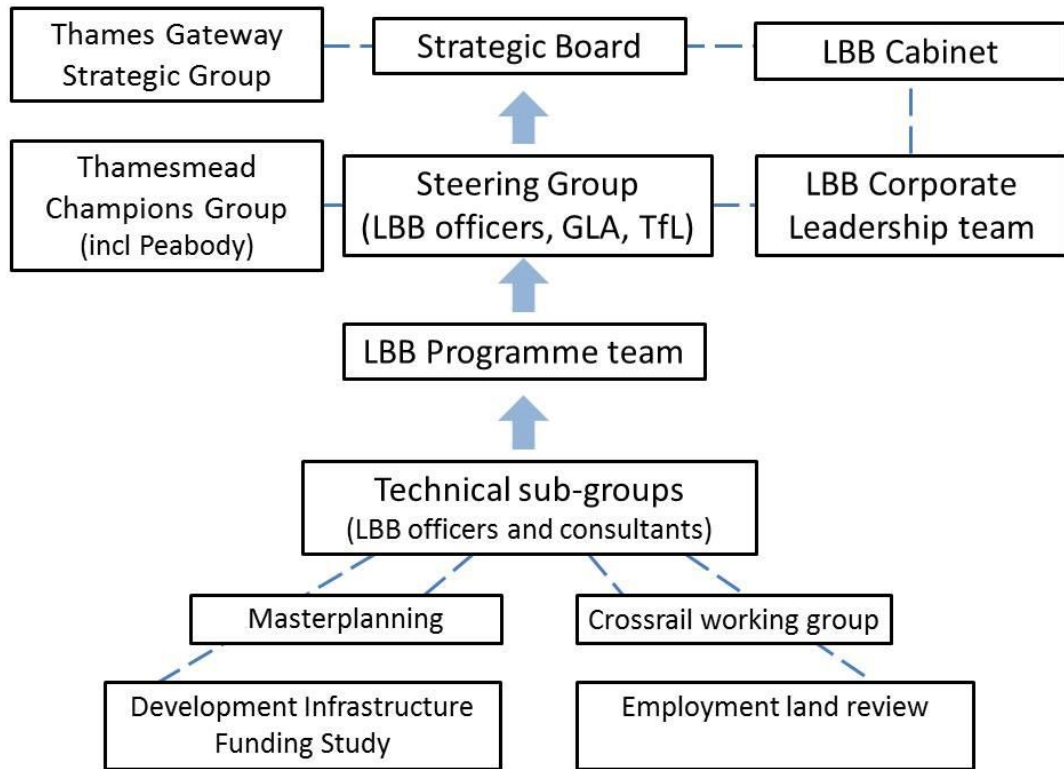 Thames Gateway
Strategic Group
Strategic Board
LBB Cabinet
Thamesmead
Champions Group
(incl Peabody)
Steering Group
(LBB officers, GLA, TfL)
LBB Corporate
Leadership team
LBB Programme team
Technical sub-groups
(LBB officers and consultants)
Masterplanning
Crossrail working group
Development Infrastructure
Funding Study
Employment land review